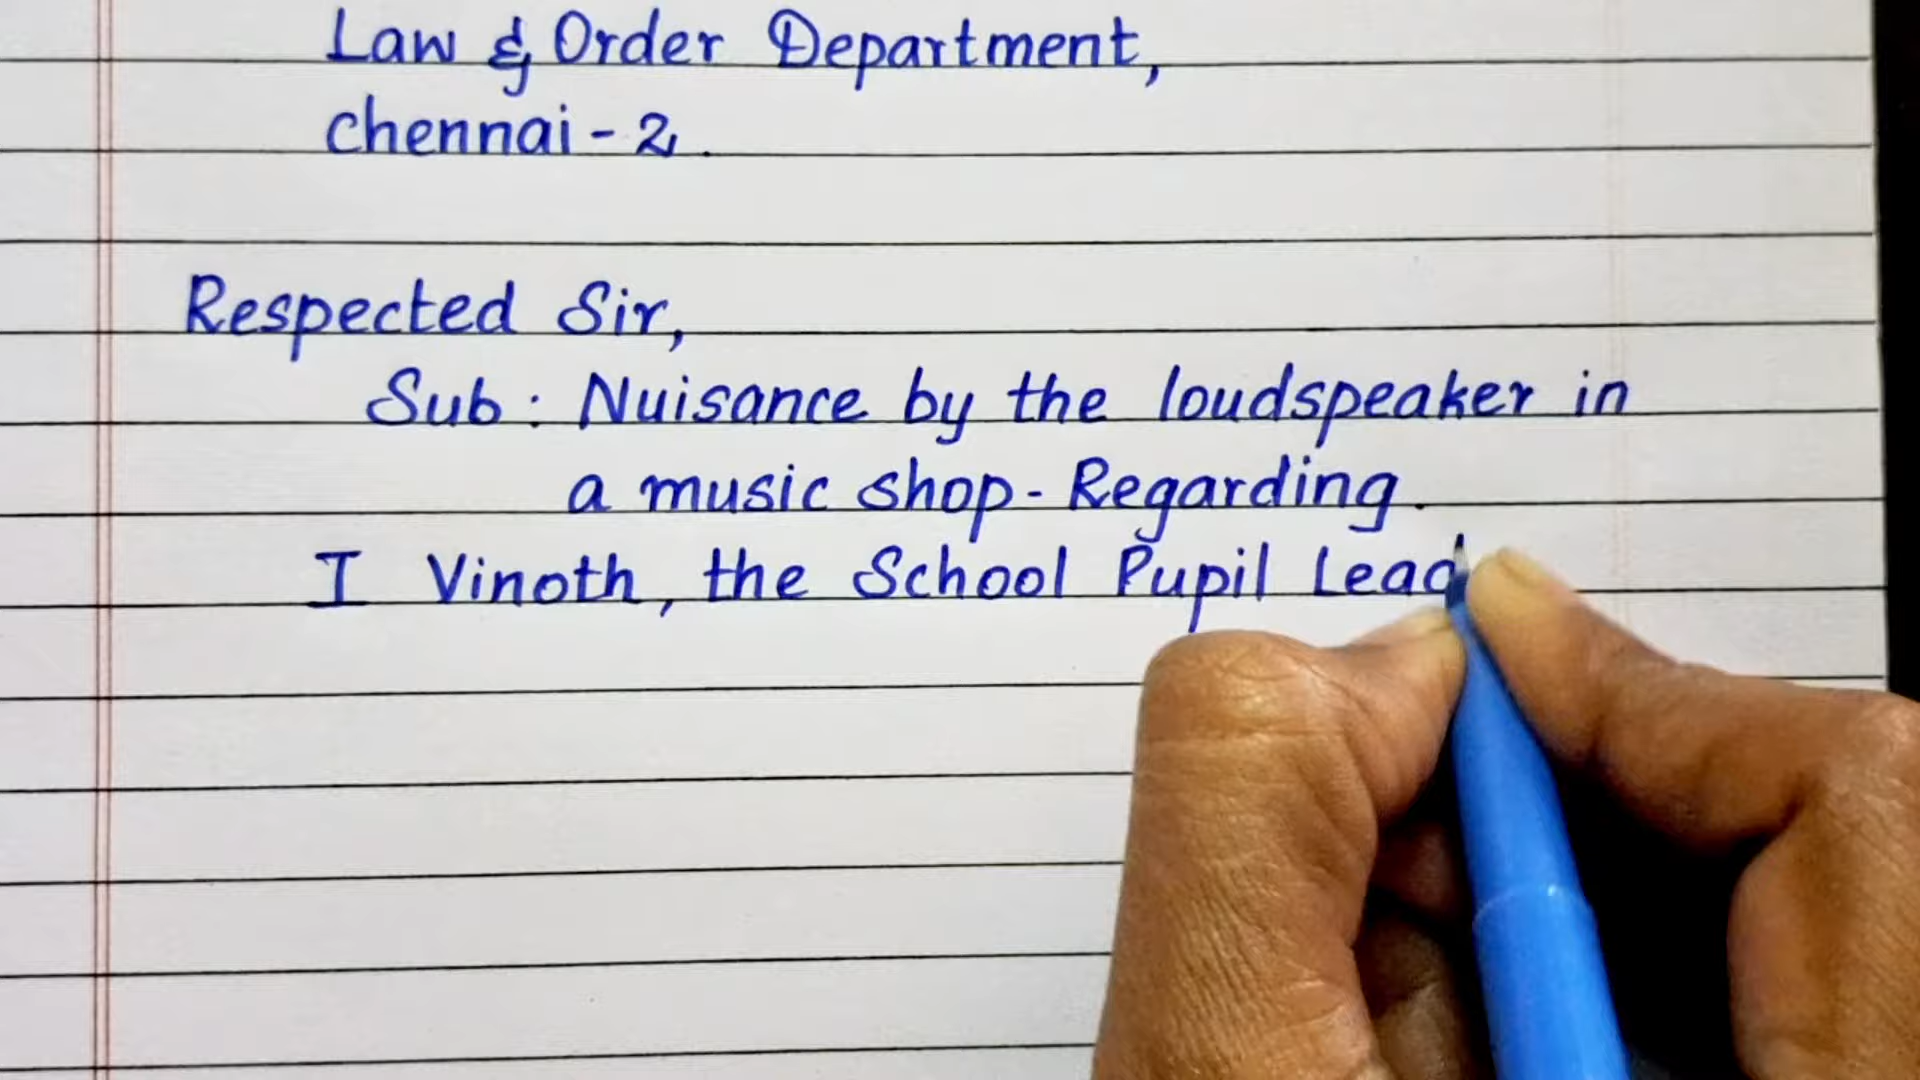 Law & Order Department,
Chennai - 2.
Respected Sir,
Sub : Nuisance by the loudspeaker in
a music shop - Regarding.
I Vinoth, the School Pupil Lead